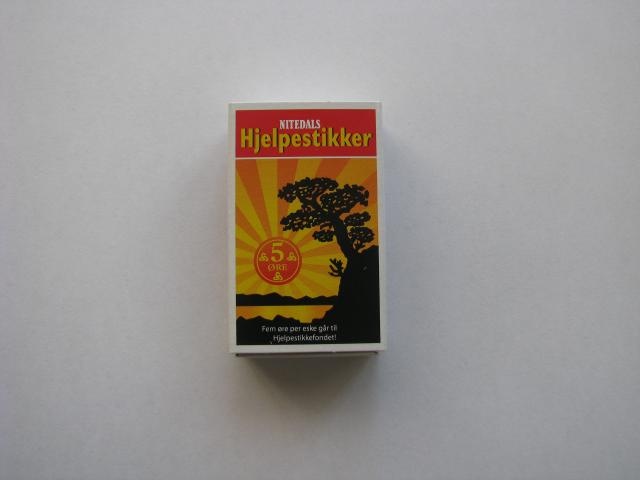 NITEDALS
Hjelpestikker
5
ØRE
Fem øre per eske går til
Hjelpestikkefondet!